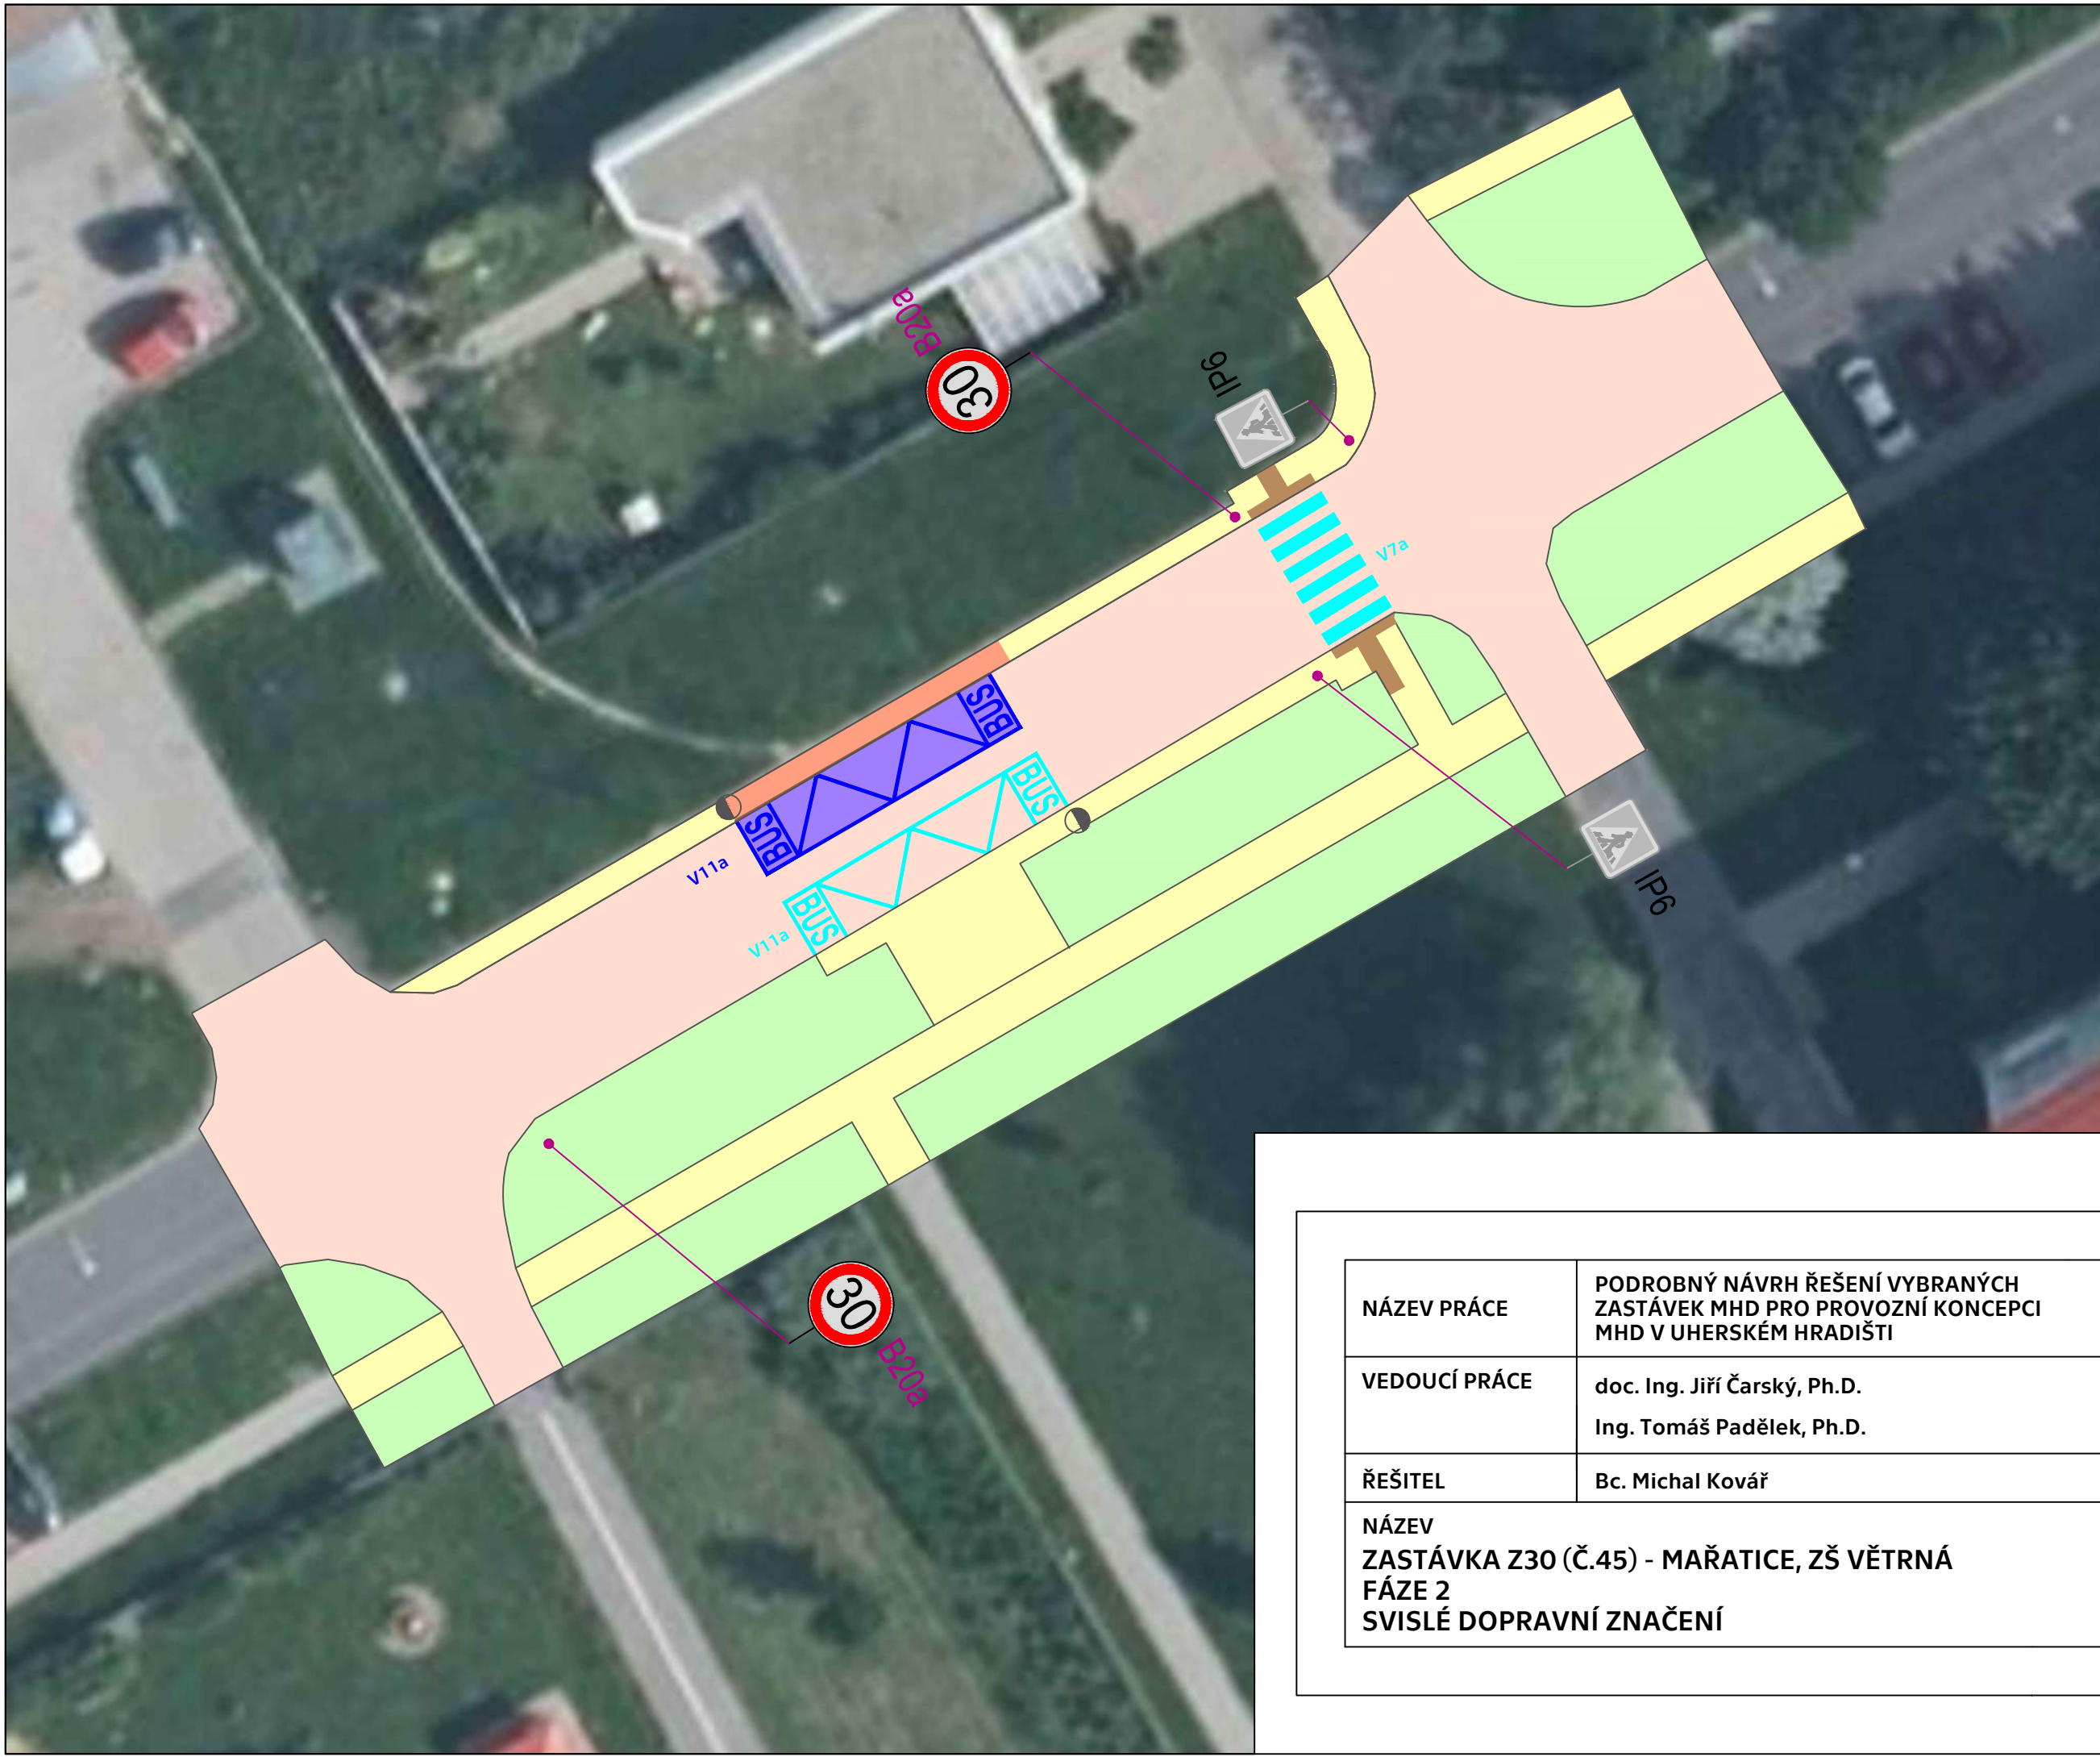 B20a
30
IP6
V7a
BUS
BUS
V11a
BUS
BUS
V11a
IP6
30
B20a
NÁZEV PRÁCE
PODROBNÝ NÁVRH ŘEŠENÍ VYBRANÝCH
ZASTÁVEK MHD PRO PROVOZNÍ KONCEPCI
MHD V UHERSKÉM HRADIŠTI
VEDOUCÍ PRÁCE
doc. Ing. Jiří Čarský, Ph.D.
Ing. Tomáš Padělek, Ph.D.
ŘEŠITEL
Bc. Michal Kovář
NÁZEV
ZASTÁVKA Z30 (Č.45) - MAŘATICE, ZŠ VĚTRNÁ
FÁZE 2
SVISLÉ DOPRAVNÍ ZNAČENÍ